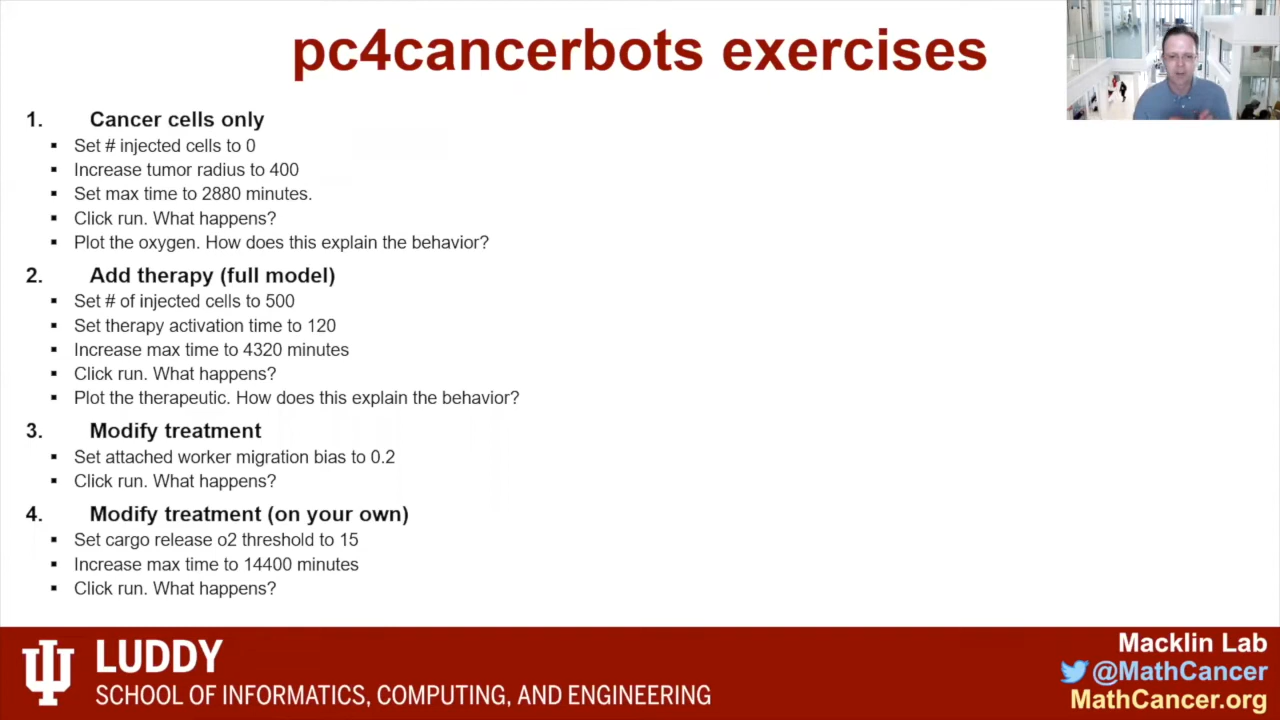 pc4cancerbots exercises
1. Cancer cells only
▪ Set # injected cells to 0
▪ Increase tumor radius to 400
▪ Set max time to 2880 minutes.
▪ Click run. What happens?
▪ Plot the oxygen. How does this explain the behavior?
2. Add therapy (full model)
▪ Set # of injected cells to 500
▪ Set therapy activation time to 120
▪ Increase max time to 4320 minutes
▪ Click run. What happens?
▪ Plot the therapeutic. How does this explain the behavior?
3. Modify treatment
▪ Set attached worker migration bias to 0.2
▪ Click run. What happens?
4. Modify treatment (on your own)
▪ Set cargo release o2 threshold to 15
▪ Increase max time to 14400 minutes
▪ Click run. What happens?
LUDDY
SCHOOL OF INFORMATICS, COMPUTING, AND ENGINEERING
Macklin Lab
@MathCancer
MathCancer.org